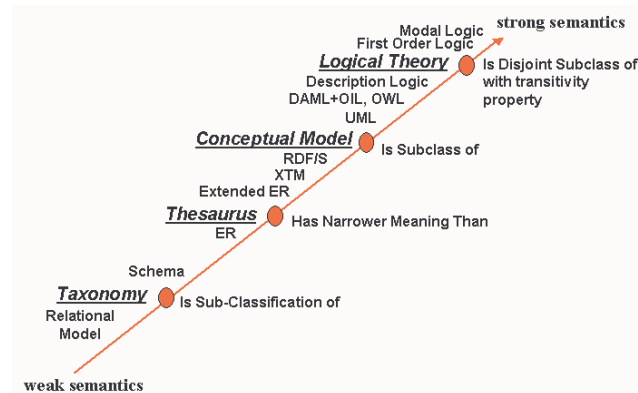 Modal Logic
strong semantics
First Order Logic
Logical Theory
Is Disjoint Subclass of
with transitivity
property
Description Logic
DAML+OIL, OWL
UML
Conceptual Model
Is Subclass of
RDF/S
XTM
Extended ER
Thesaurus
Has Narrower Meaning Than
ER
Schema
Taxonomy
Is Sub-Classification of
Relational
Model
weak semantics